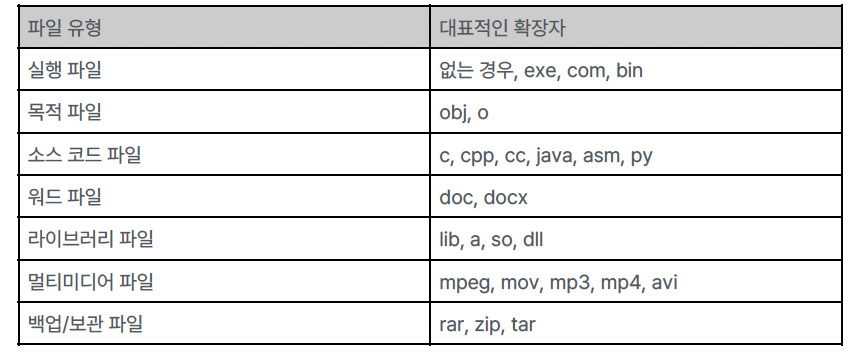 파일 유형 대표적인 확장자
실행 파일 없는 경우, exe, com, bin
목적 파일 obj, o
소스 코드 파일 c, cpp, cc, java, asm, py
워드 파일 doc, docx
라이브러리 파일 lib, a, so, dll
멀티미디어 파일 mpeg, mov, mp3, mp4, avi
백업/보관 파일 rar, zip, tar